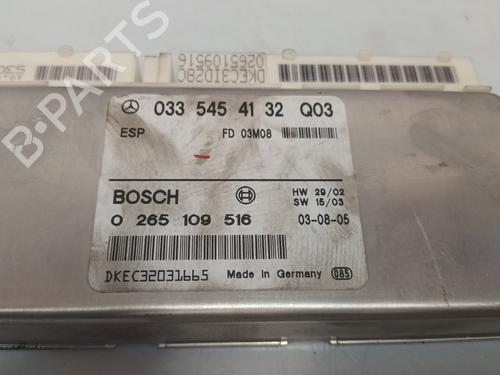 DKEC3ID28C
0265109516
033 545 41 32 Q03
ESP FD 03M08
BOSCH HW 29/02
SW 15/03
0 265 109 516 03-08-05
DKEC32031665 Made in Germany 085
B-PARTS